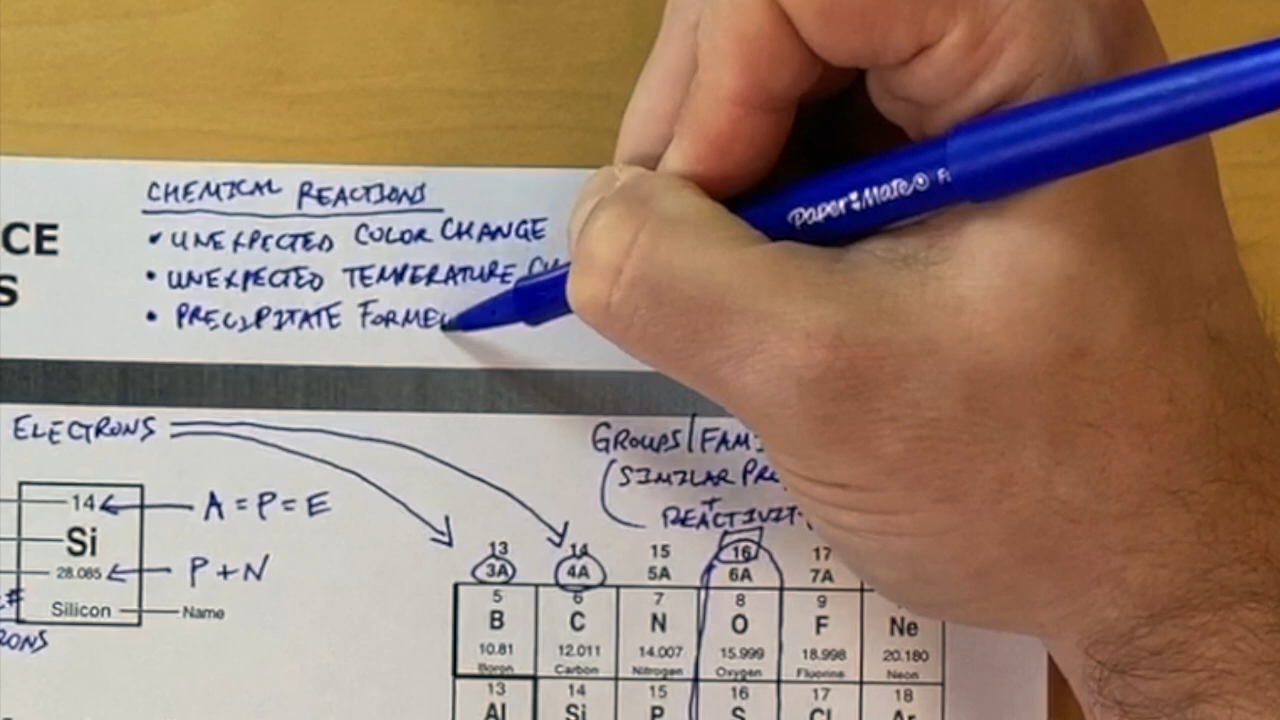 CHEMICAL REACTIONS
CE
• UNEXPECTED COLOR CHANGE
S
• UNEXPECTED TEMPERATURE
• PRECIPITATE FORMED
Paper Mate
ELECTRONS
GROUPS/FAMI
(SIMILAR PR
+
REACTIVIT
14 A = P = E
Si
28.085 P + N
Silicon Name
#
RONS
13 14 15 16 17
3A 4A 5A 6A 7A
5 6 7 8 9
B C N O F Ne
10.81 12.011 14.007 15.999 18.998 20.180
Boron Carbon Nitrogen Oxygen Fluorine Neon
13 14 15 16 17 18
Al Si P S Cl Ar